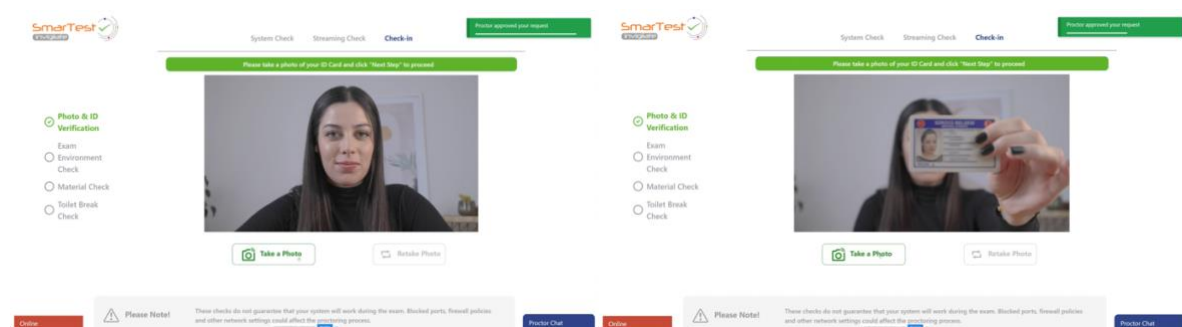 SmarTest
invigilate
Proctor approved your request
System Check Streaming Check Check-in
Please take a photo of your ID Card and click "Next Step" to proceed
Photo & ID
Verification
Exam
Environment
Check
Material Check
Toilet Break
Check
Take a Photo
Retake Photo
Please Note!
These checks do not guarantee that your system will work during the exam. Blocked ports, firewall policies
and other network settings could affect the proctoring process.
Online
Proctor Chat
SmarTest
invigilate
Proctor approved your request
System Check Streaming Check Check-in
Please take a photo of your ID Card and click "Next Step" to proceed
Photo & ID
Verification
Exam
Environment
Check
Material Check
Toilet Break
Check
Take a Photo
Retake Photo
Please Note!
These checks do not guarantee that your system will work during the exam. Blocked ports, firewall policies
and other network settings could affect the proctoring process.
Online
Proctor Chat